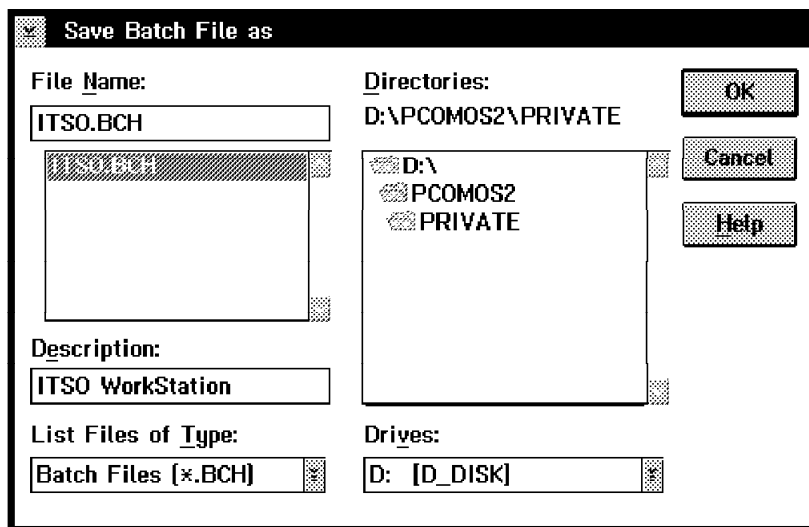 Save Batch File as
File Name:
ITSO.BCH
ITSO.BCH
Description:
ITSO WorkStation
List Files of Type:
Batch Files (*.BCH)
Directories:
D:\PCOMOS2\PRIVATE
D:\
PCOMOS2
PRIVATE
Drives:
D: [D_DISK]
OK
Cancel
Help